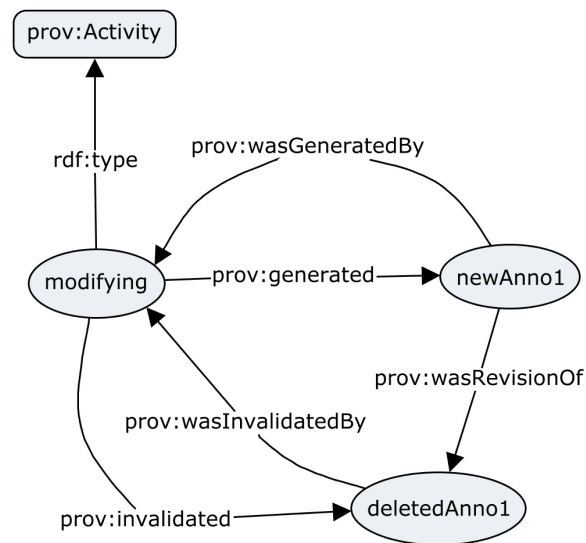 prov:Activity
prov:wasGeneratedBy
rdf:type
modifying
prov:generated
newAnno1
prov:wasRevisionOf
prov:wasInvalidatedBy
deletedAnno1
prov:invalidated